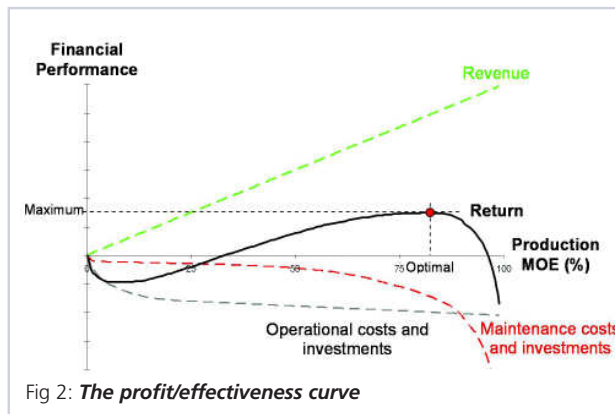 Financial
Performance
Revenue
Maximum
Return
Production
MOE (%)
0
25
50
75
100
Optimal
Operational costs and
investments
Maintenance costs
and investments
Fig 2: The profit/effectiveness curve